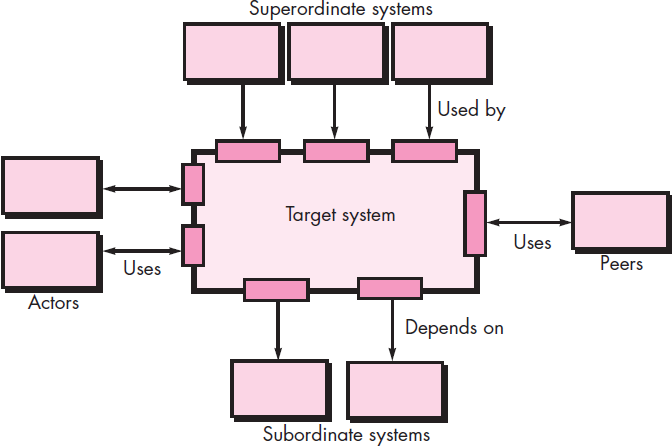 Superordinate systems
Used by
Target system
Uses
Peers
Uses
Actors
Depends on
Subordinate systems